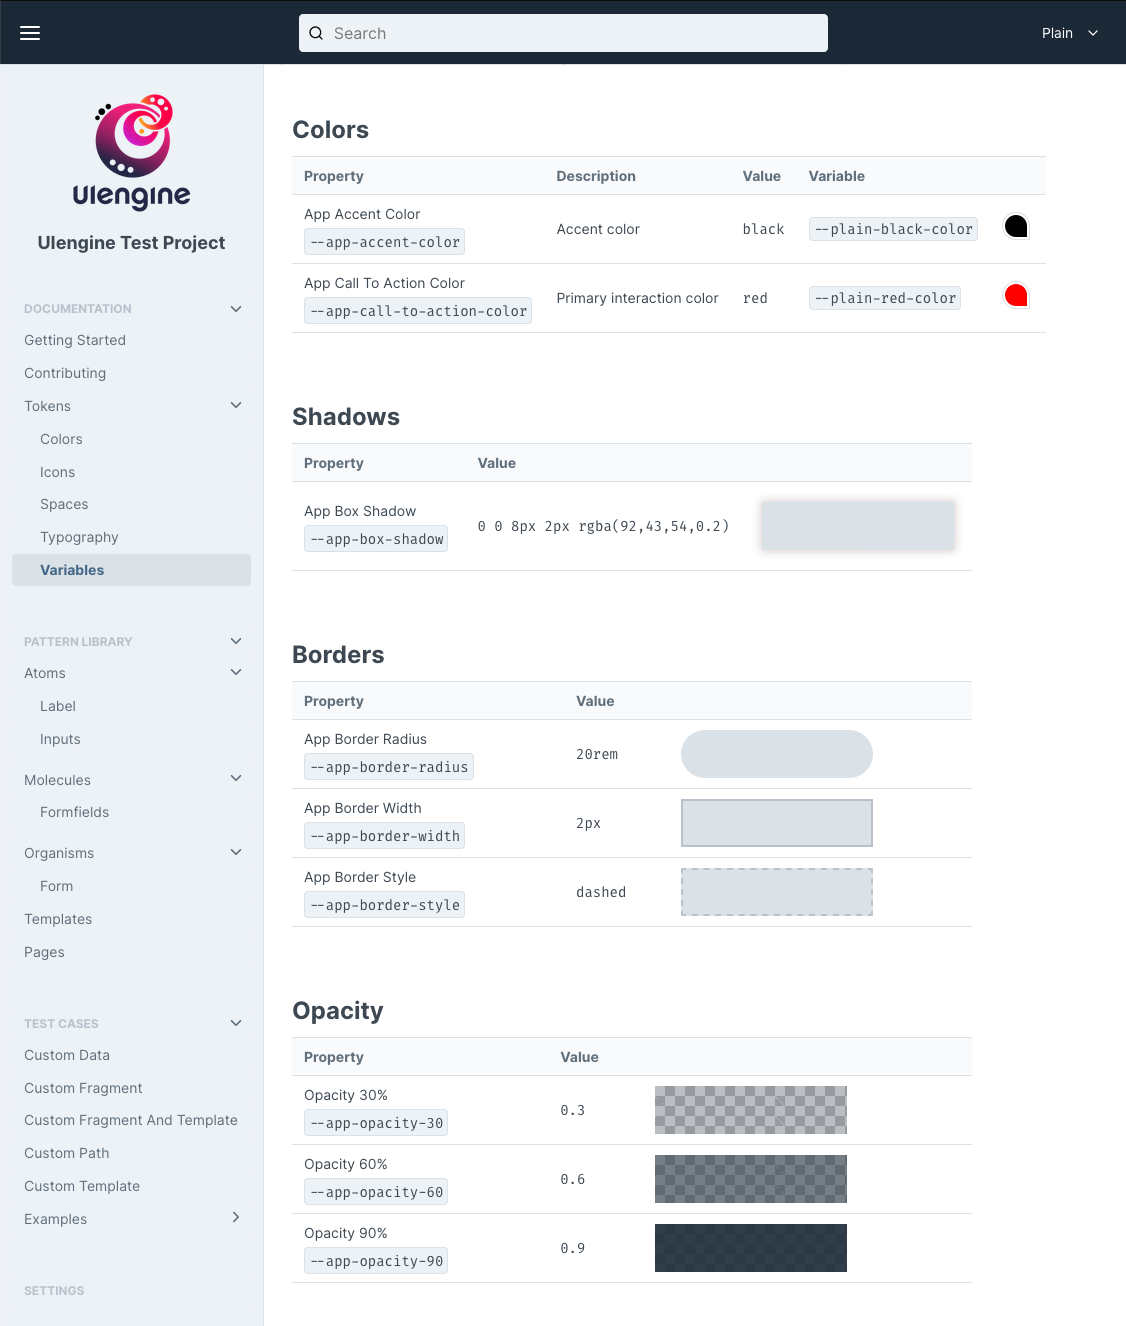 Search
Plain
UIengine
UIengine Test Project
DOCUMENTATION
Getting Started
Contributing
Tokens
Colors
Icons
Spaces
Typography
Variables
PATTERN LIBRARY
Atoms
Label
Inputs
Molecules
Formfields
Organisms
Form
Templates
Pages
TEST CASES
Custom Data
Custom Fragment
Custom Fragment And Template
Custom Path
Custom Template
Examples
SETTINGS
Colors
Property Description Value Variable
App Accent Color
--app-accent-color
Accent color
black
--plain-black-color
App Call To Action Color
--app-call-to-action-color
Primary interaction color
red
--plain-red-color
Shadows
Property Value
App Box Shadow
--app-box-shadow
0 0 8px 2px rgba(92,43,54,0.2)
Borders
Property Value
App Border Radius
--app-border-radius
20rem
App Border Width
--app-border-width
2px
App Border Style
--app-border-style
dashed
Opacity
Property Value
Opacity 30%
--app-opacity-30
0.3
Opacity 60%
--app-opacity-60
0.6
Opacity 90%
--app-opacity-90
0.9